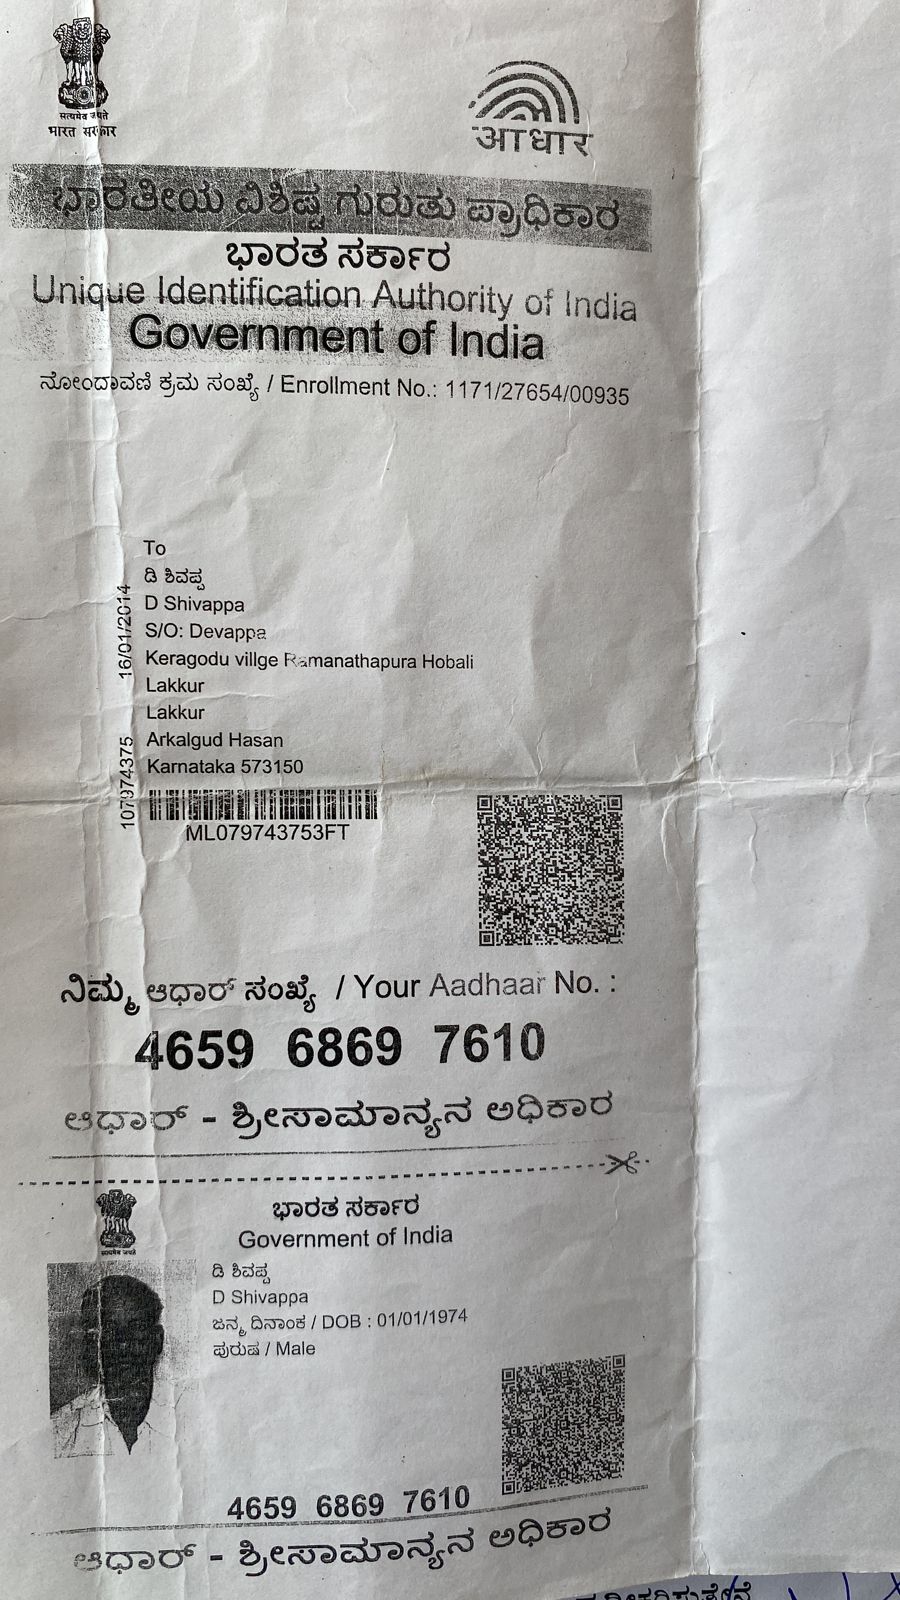 सत्यमेव जयते
भारत सरकार
आधार
ಭಾರತೀಯ ವಿಶಿಷ್ಟ ಗುರುತು ಪ್ರಾಧಿಕಾರ
ಭಾರತ ಸರ್ಕಾರ
Unique Identification Authority of India
Government of India
ನೋಂದಾವಣಿ ಕ್ರಮ ಸಂಖ್ಯೆ / Enrollment No.: 1171/27654/00935
To
ಡಿ ಶಿವಪ್ಪ
D Shivappa
S/O: Devappa
Keragodu villge Ramanathapura Hobali
Lakkur
Lakkur
Arkalgud Hasan
Karnataka 573150
16/01/2014
107974375
ML079743753FT
ನಿಮ್ಮ ಆಧಾರ್ ಸಂಖ್ಯೆ / Your Aadhaar No. :
4659 6869 7610
ಆಧಾರ್ - ಶ್ರೀಸಾಮಾನ್ಯನ ಅಧಿಕಾರ
सत्यमेव जयते
ಭಾರತ ಸರ್ಕಾರ
Government of India
ಡಿ ಶಿವಪ್ಪ
D Shivappa
ಜನ್ಮ ದಿನಾಂಕ / DOB : 01/01/1974
ಪುರುಷ / Male
4659 6869 7610
ಆಧಾರ್ - ಶ್ರೀಸಾಮಾನ್ಯನ ಅಧಿಕಾರ